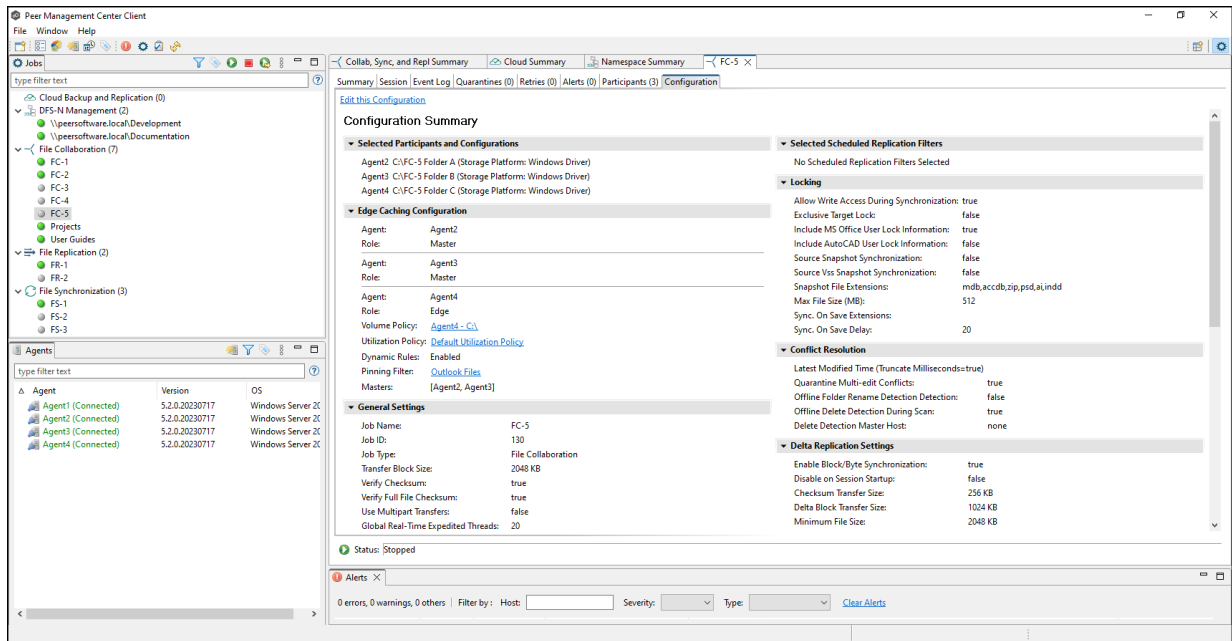 Peer Management Center Client
File Window Help
Jobs
type filter text
Cloud Backup and Replication (0)
DFS-N Management (2)
\\peersoftware.local\Development
\\peersoftware.local\Documentation
File Collaboration (7)
FC-1
FC-2
FC-3
FC-4
FC-5
Projects
User Guides
File Replication (2)
FR-1
FR-2
File Synchronization (3)
FS-1
FS-2
FS-3
Agents
type filter text
Agent Version OS
Agent1 (Connected) 5.2.0.20230717 Windows Server 20
Agent2 (Connected) 5.2.0.20230717 Windows Server 20
Agent3 (Connected) 5.2.0.20230717 Windows Server 20
Agent4 (Connected) 5.2.0.20230717 Windows Server 20
Collab, Sync, and Repl Summary Cloud Summary Namespace Summary FC-5
Summary Session Event Log Quarantines (0) Retries (0) Alerts (0) Participants (3) Configuration
Edit this Configuration
Configuration Summary
Selected Participants and Configurations
Agent2 C:\FC-5 Folder A (Storage Platform: Windows Driver)
Agent3 C:\FC-5 Folder B (Storage Platform: Windows Driver)
Agent4 C:\FC-5 Folder C (Storage Platform: Windows Driver)
Edge Caching Configuration
Agent: Agent2
Role: Master
Agent: Agent3
Role: Master
Agent: Agent4
Role: Edge
Volume Policy: Agent4 - C:\
Utilization Policy: Default Utilization Policy
Dynamic Rules: Enabled
Pinning Filter: Outlook Files
Masters: [Agent2, Agent3]
General Settings
Job Name: FC-5
Job ID: 130
Job Type: File Collaboration
Transfer Block Size: 2048 KB
Verify Checksum: true
Verify Full File Checksum: true
Use Multipart Transfers: false
Global Real-Time Expedited Threads: 20
Selected Scheduled Replication Filters
No Scheduled Replication Filters Selected
Locking
Allow Write Access During Synchronization: true
Exclusive Target Lock: false
Include MS Office User Lock Information: true
Include AutoCAD User Lock Information: false
Source Snapshot Synchronization: false
Source Vss Snapshot Synchronization: false
Snapshot File Extensions: mdb,accdb,zip,psd,ai,indd
Max File Size (MB): 512
Sync. On Save Extensions:
Sync. On Save Delay: 20
Conflict Resolution
Latest Modified Time (Truncate Milliseconds=true)
Quarantine Multi-edit Conflicts: true
Offline Folder Rename Detection Detection: false
Offline Delete Detection During Scan: true
Delete Detection Master Host: none
Delta Replication Settings
Enable Block/Byte Synchronization: true
Disable on Session Startup: false
Checksum Transfer Size: 256 KB
Delta Block Transfer Size: 1024 KB
Minimum File Size: 2048 KB
Status: Stopped
Alerts
0 errors, 0 warnings, 0 others Filter by : Host: Severity: Type: Clear Alerts